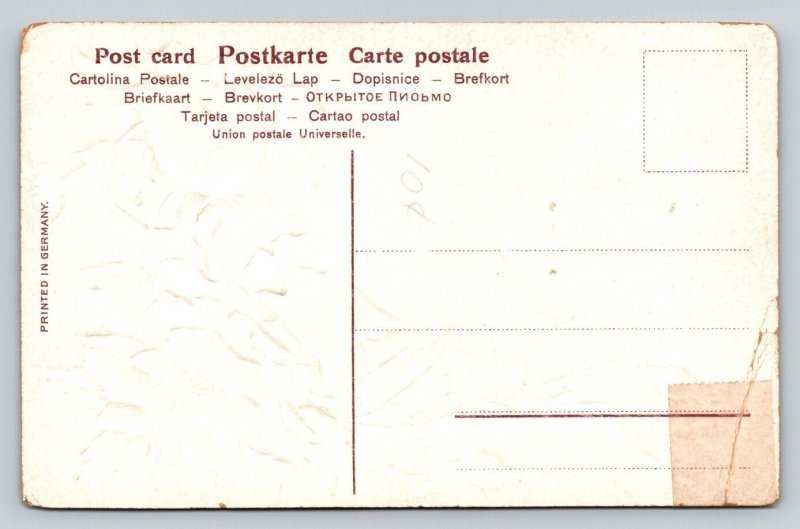 Post card Postkarte Carte postale
Cartolina Postale – Levelezö Lap – Dopisnice – Brefkort
Briefkaart – Brevkort – Открытое Письмо
Tarjeta postal – Cartao postal
Union postale Universelle.
PRINTED IN GERMANY.